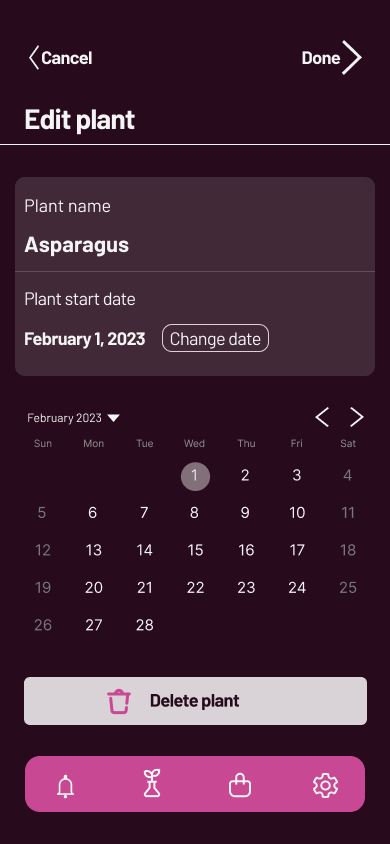 Cancel Done
Edit plant
Plant name
Asparagus
Plant start date
February 1, 2023 Change date
February 2023
Sun Mon Tue Wed Thu Fri Sat
1 2 3 4
5 6 7 8 9 10 11
12 13 14 15 16 17 18
19 20 21 22 23 24 25
26 27 28
Delete plant